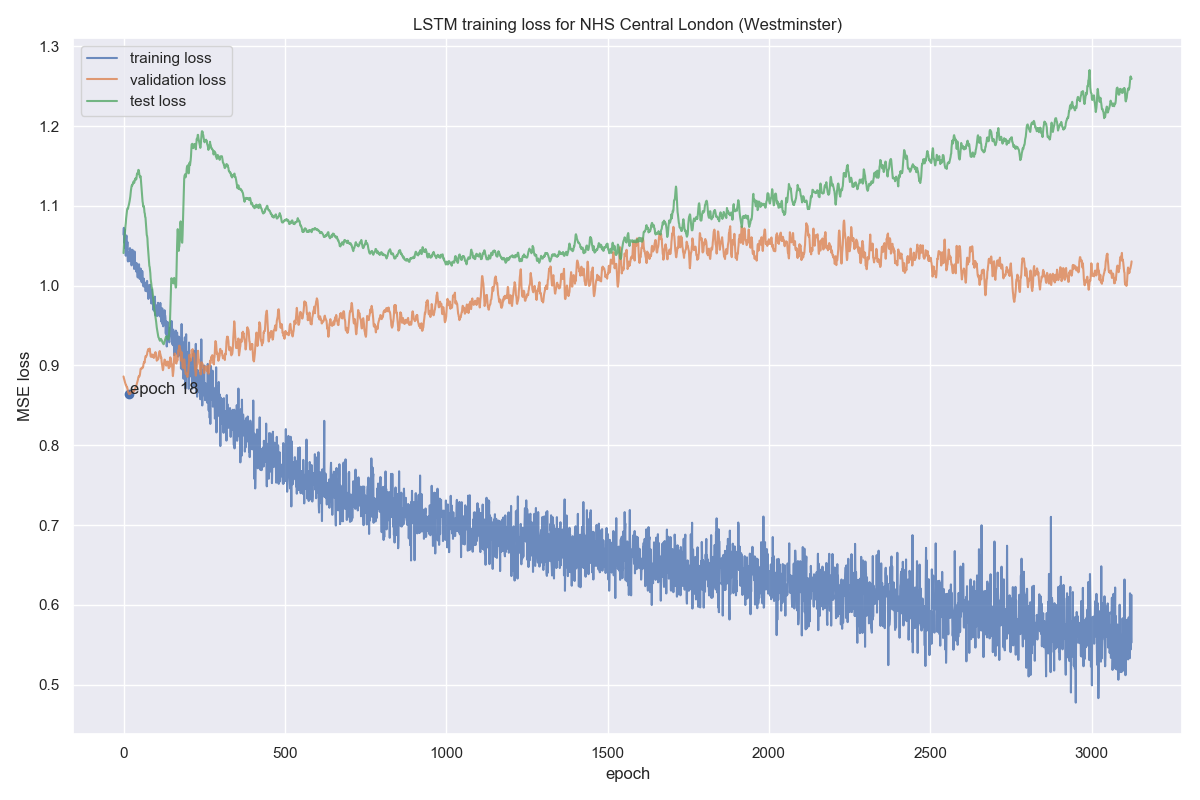 LSTM training loss for NHS Central London (Westminster)
training loss
validation loss
test loss
1.3
1.2
1.1
1.0
0.9
0.8
0.7
0.6
0.5
MSE loss
epoch 18
0 500 1000 1500 2000 2500 3000
epoch